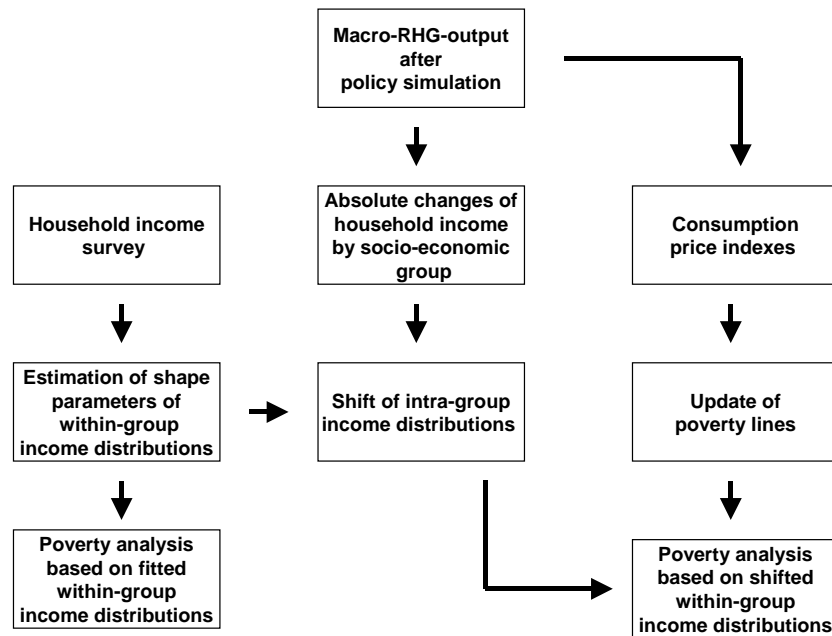 Macro-RHG-output
after
policy simulation
Household income
survey
Absolute changes of
household income
by socio-economic
group
Consumption
price indexes
Estimation of shape
parameters of
within-group
income distributions
Shift of intra-group
income distributions
Update of
poverty lines
Poverty analysis
based on fitted
within-group
income distributions
Poverty analysis
based on shifted
within-group
income distributions